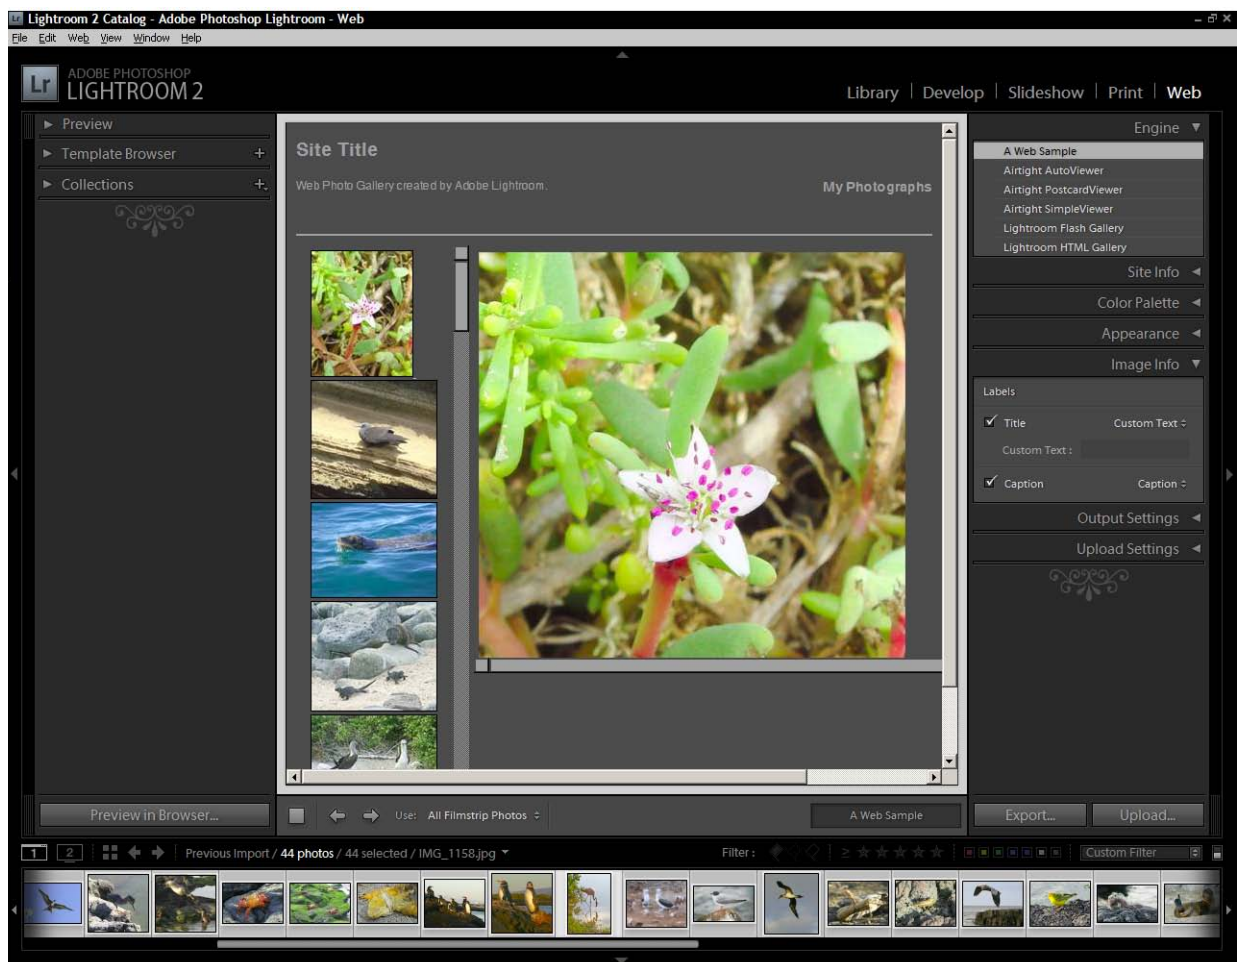 Lightroom 2 Catalog - Adobe Photoshop Lightroom - Web
File Edit Web View Window Help
Lr
ADOBE PHOTOSHOP
LIGHTROOM 2
Library | Develop | Slideshow | Print | Web
Preview
Template Browser +
Collections +
Site Title
Web Photo Gallery created by Adobe Lightroom.
My Photographs
Engine
A Web Sample
Airtight AutoViewer
Airtight PostcardViewer
Airtight SimpleViewer
Lightroom Flash Gallery
Lightroom HTML Gallery
Site Info
Color Palette
Appearance
Image Info
Labels
Title Custom Text
Custom Text :
Caption Caption
Output Settings
Upload Settings
Preview in Browser...
Use: All Filmstrip Photos
A Web Sample
Export...
Upload...
1 2 Previous Import / 44 photos / 44 selected / IMG_1158.jpg
Filter : Custom Filter